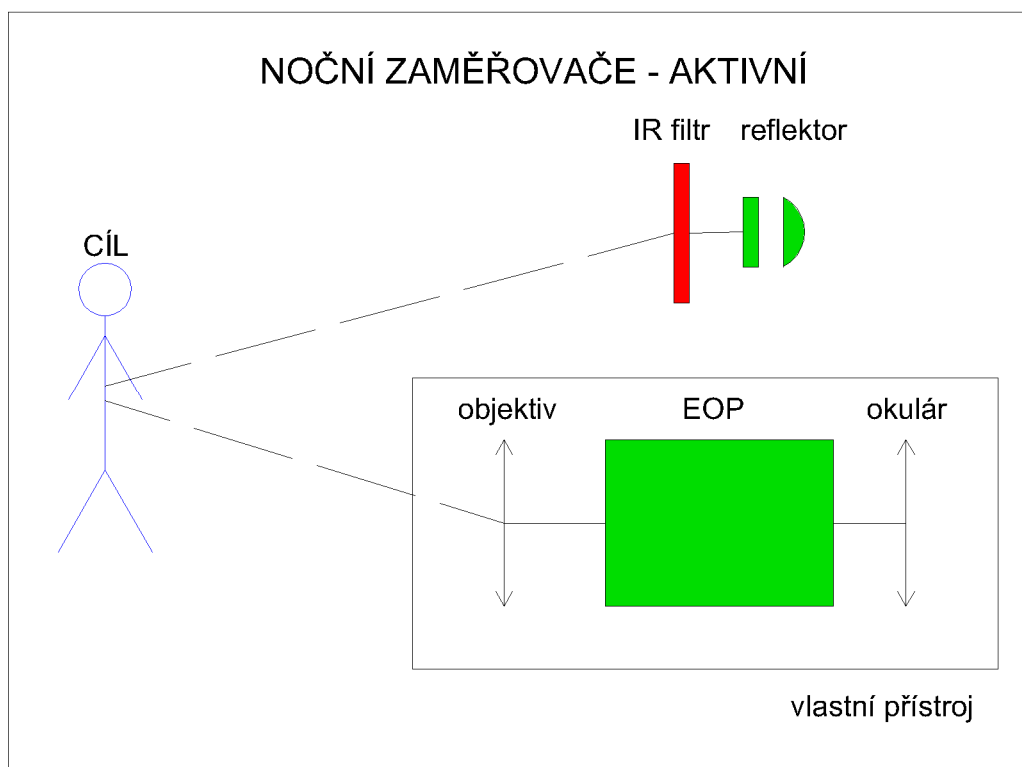 NOČNÍ ZAMĚŘOVAČE - AKTIVNÍ
IR filtr reflektor
CÍL
objektiv EOP okulár
vlastní přístroj